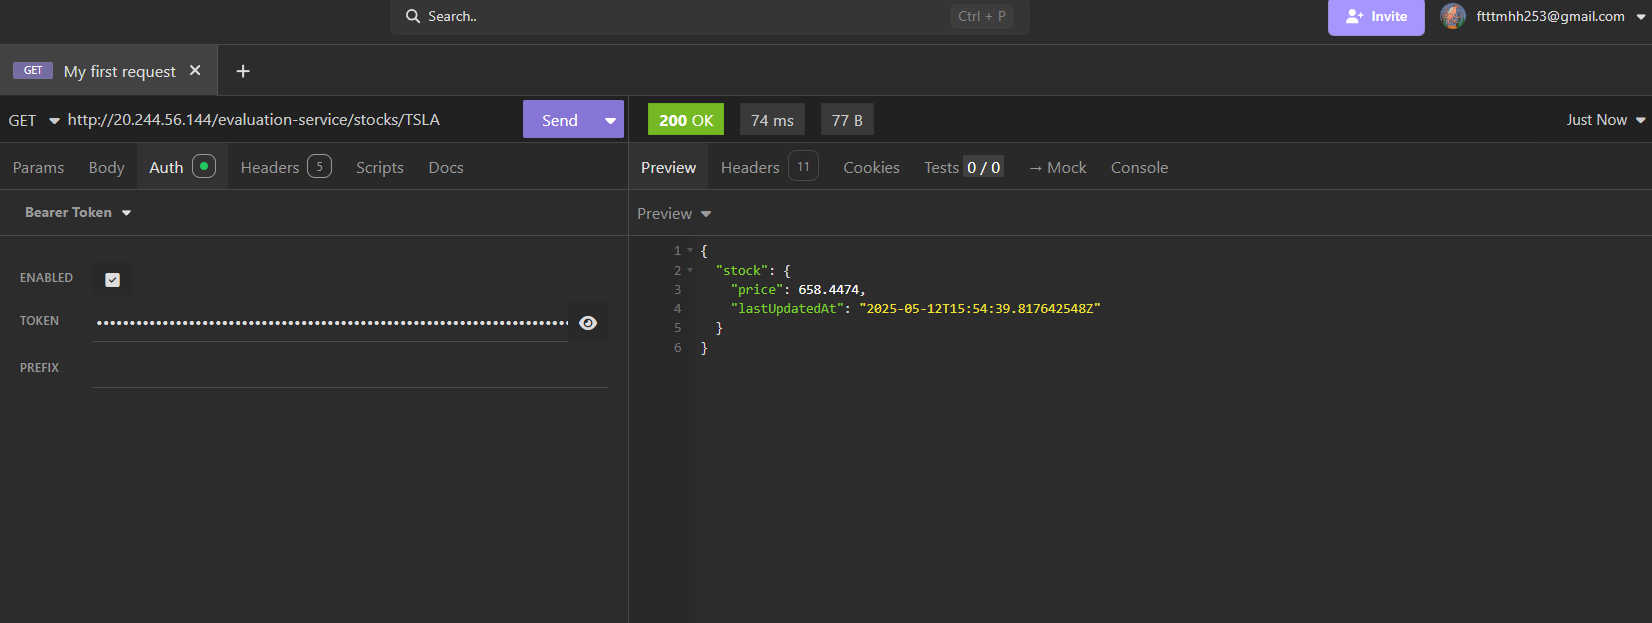 Search.. Ctrl + P Invite ftttmhh253@gmail.com
GET My first request
GET http://20.244.56.144/evaluation-service/stocks/TSLA Send 200 OK 74 ms 77 B Just Now
Params Body Auth Headers 5 Scripts Docs
Preview Headers 11 Cookies Tests 0 / 0 → Mock Console
Bearer Token
Preview
ENABLED
TOKEN ••••••••••••••••••••••••••••••••••••••••••••••••••••••••••••••••••••••
PREFIX
1 {
2 "stock": {
3 "price": 658.4474,
4 "lastUpdatedAt": "2025-05-12T15:54:39.817642548Z"
5 }
6 }